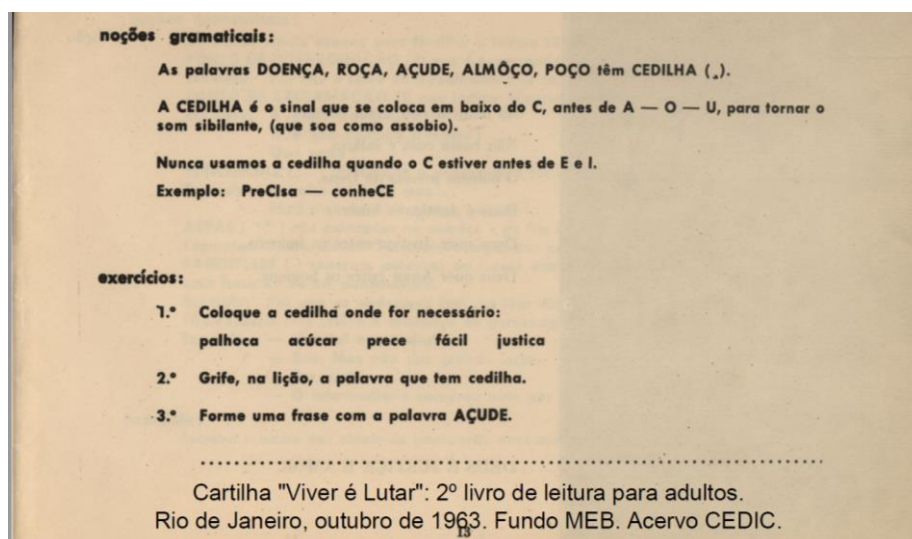 noções gramaticais:
As palavras DOENÇA, ROÇA, AÇUDE, ALMÔÇO, POÇO têm CEDILHA (¸).
A CEDILHA é o sinal que se coloca em baixo do C, antes de A — O — U, para tornar o
som sibilante, (que soa como assobio).
Nunca usamos a cedilha quando o C estiver antes de E e I.
Exemplo: PreCIsa — conheCE
exercícios:
1.º Coloque a cedilha onde for necessário:
palhoca acúcar prece fácil justica
2.º Grife, na lição, a palavra que tem cedilha.
3.º Forme uma frase com a palavra AÇUDE.
Cartilha "Viver é Lutar": 2º livro de leitura para adultos.
Rio de Janeiro, outubro de 1963. Fundo MEB. Acervo CEDIC.
13